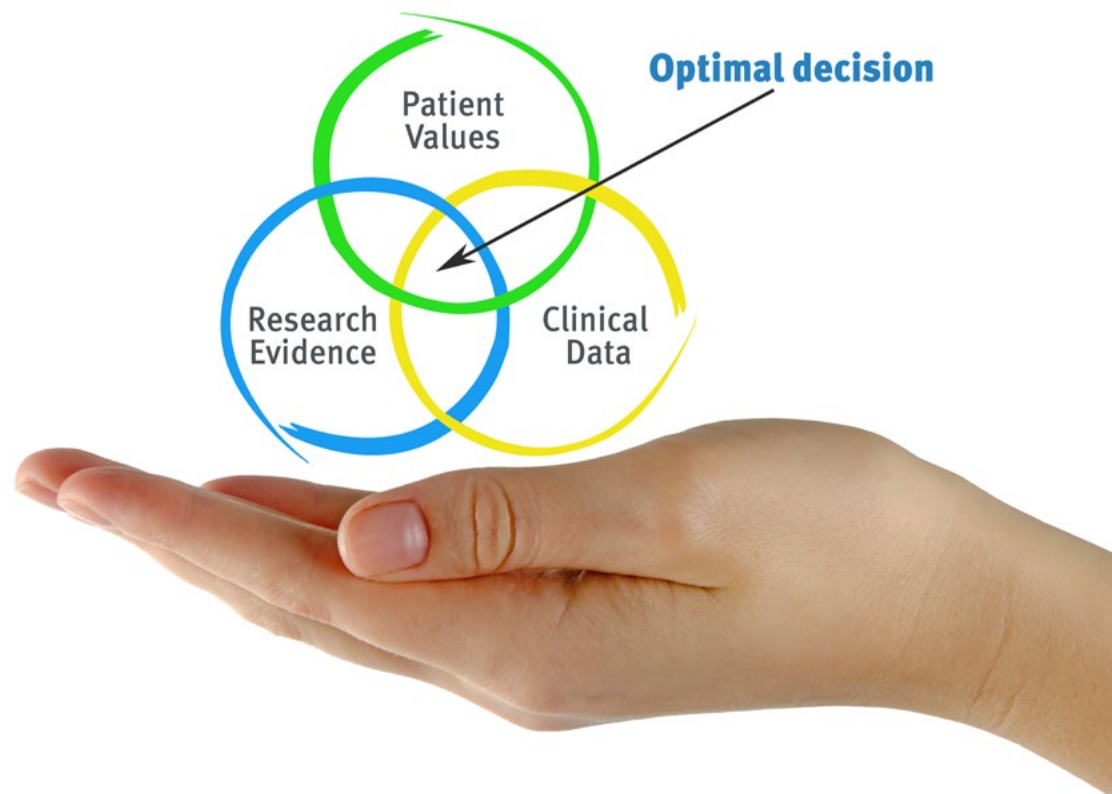 Optimal decision
Patient
Values
Research
Evidence
Clinical
Data